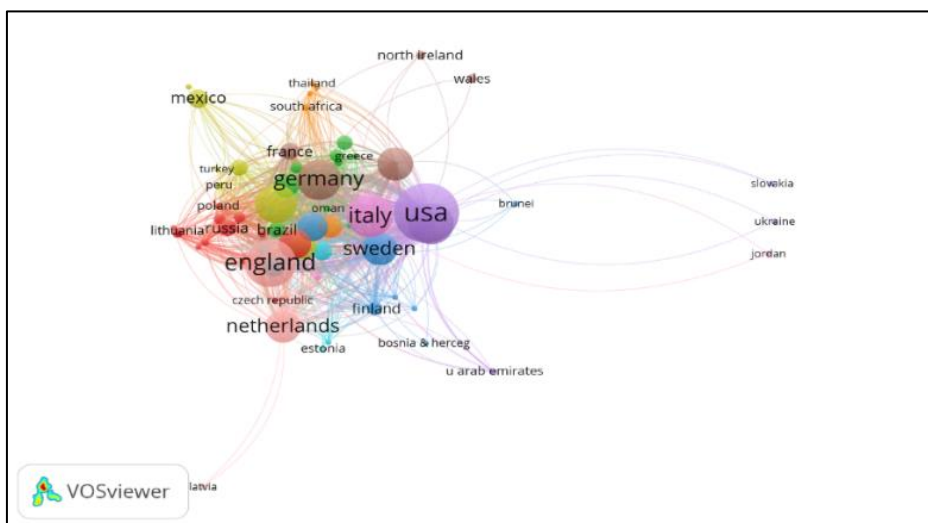 north ireland
wales
thailand
mexico
south africa
france
greece
turkey
germany
peru
slovakia
brunei
poland
oman
italy
usa
ukraine
lithuania
russia
brazil
sweden
jordan
england
czech republic
finland
netherlands
estonia
bosnia & herceg
u arab emirates
latvia
VOSviewer